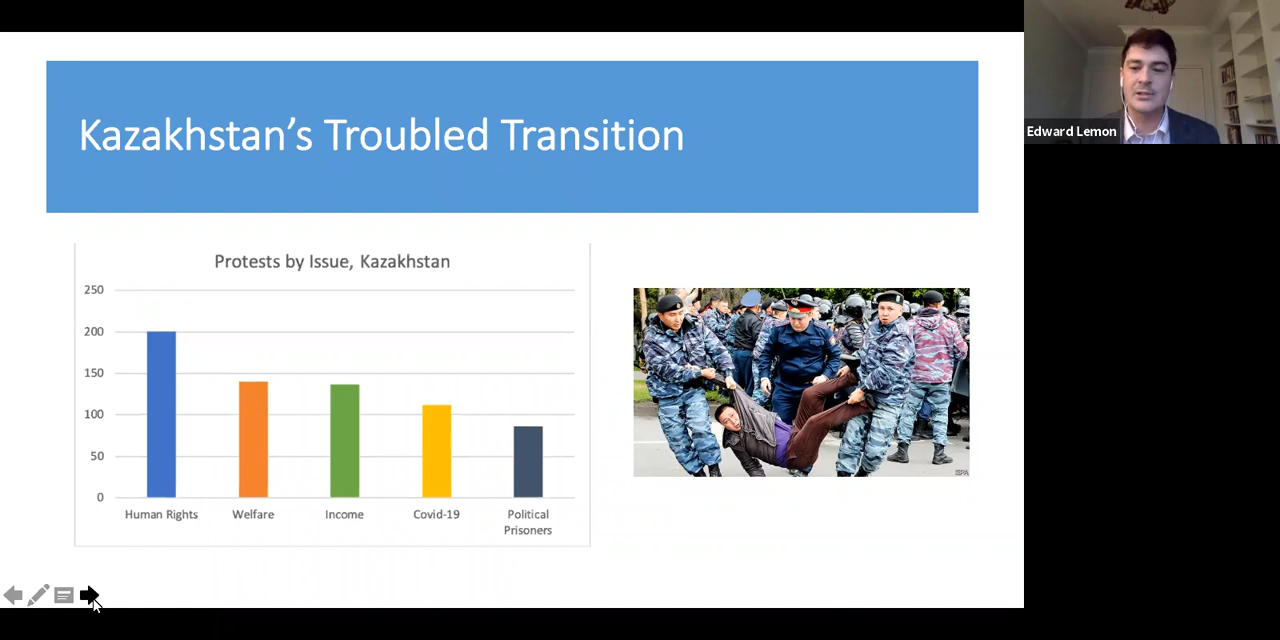 Kazakhstan's Troubled Transition
Edward Lemon
Protests by Issue, Kazakhstan
250
200
150
100
50
0
Human Rights
Welfare
Income
Covid-19
Political
Prisoners
EPA